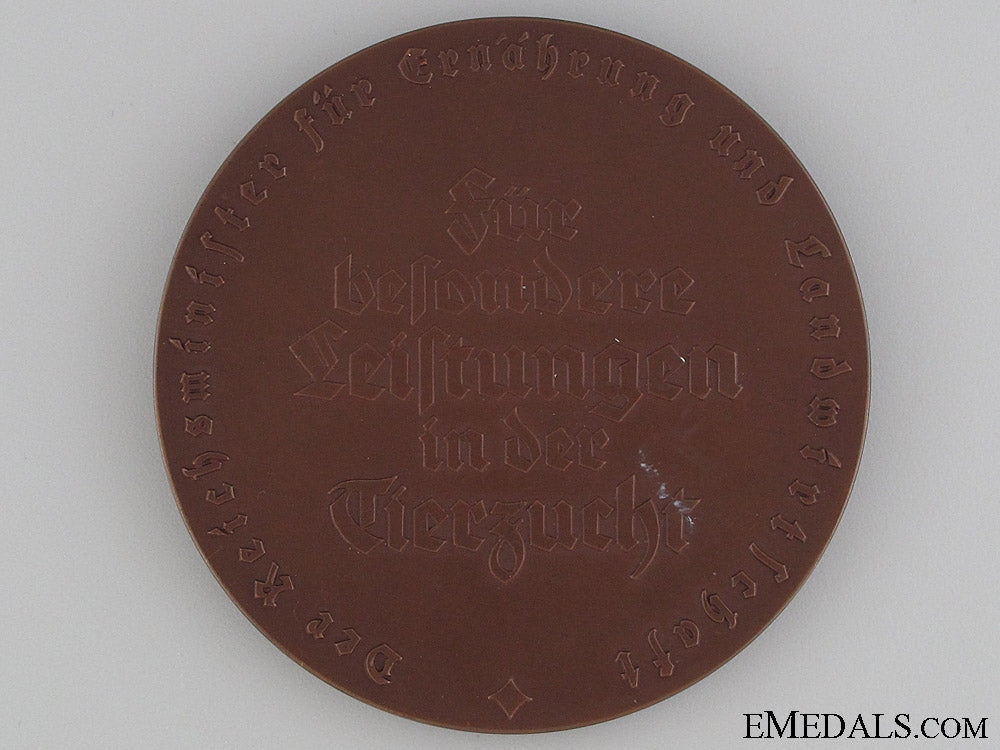 Der Reichsminister für Ernährung und Landwirtschaft
Für
besondere
Leistungen
in der
Tierzucht
EMEDALS.COM